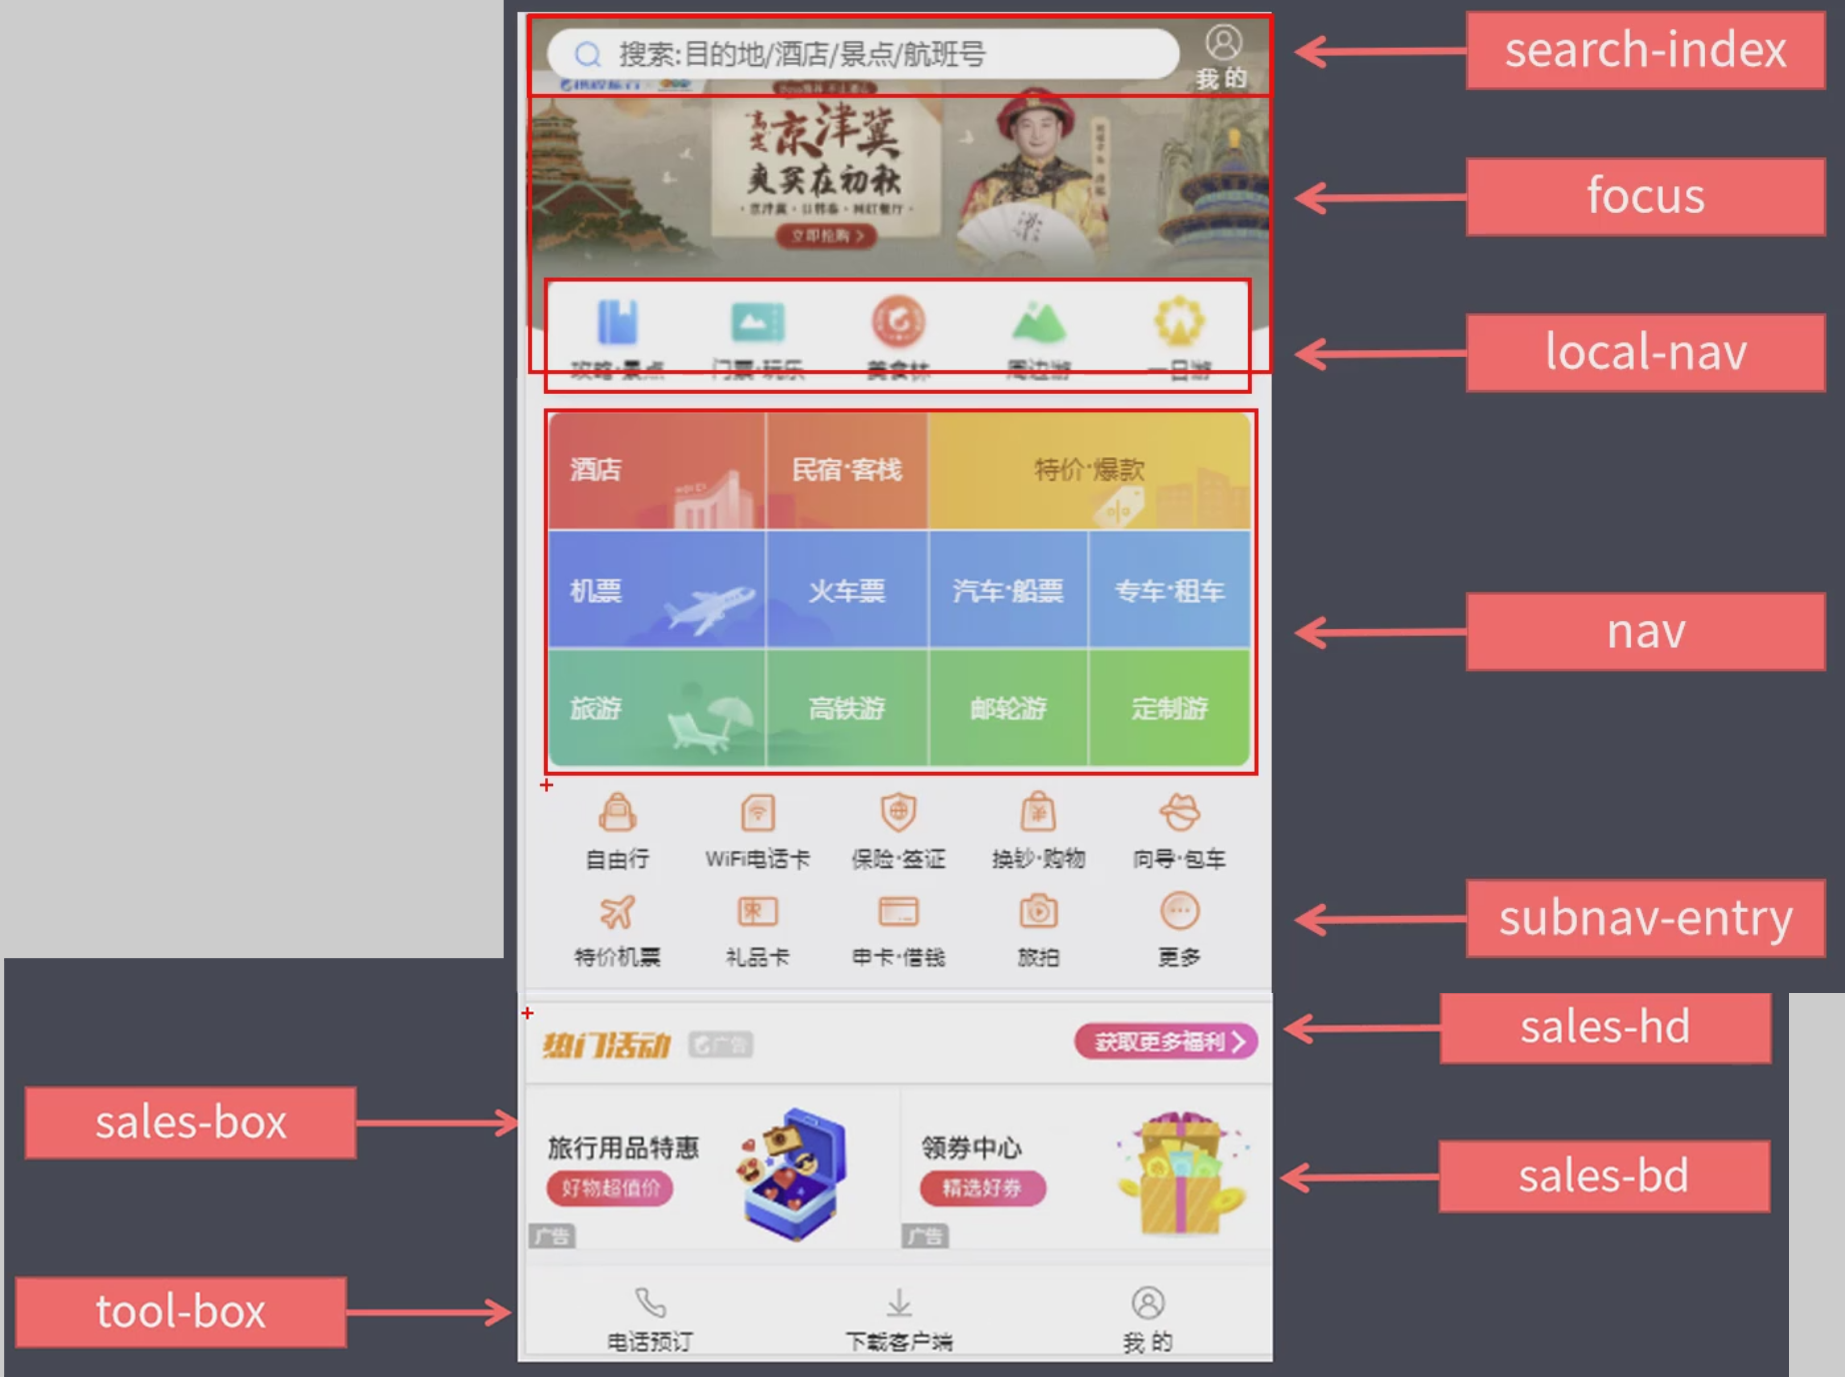 搜索:目的地/酒店/景点/航班号
我的
search-index
高定
京津冀
爽买在初秋
立即抢购 >
focus
攻略·景点
门票·玩乐
美食林
周边游
一日游
local-nav
酒店
民宿·客栈
特价·爆款
机票
火车票
汽车·船票
专车·租车
nav
旅游
高铁游
邮轮游
定制游
自由行
WiFi电话卡
保险·签证
换钞·购物
向导·包车
特价机票
礼品卡
申卡·借钱
旅拍
更多
subnav-entry
热门活动
广告
获取更多福利
sales-hd
sales-box
旅行用品特惠
好物超值价
广告
领券中心
精选好券
广告
sales-bd
tool-box
电话预订
下载客户端
我的